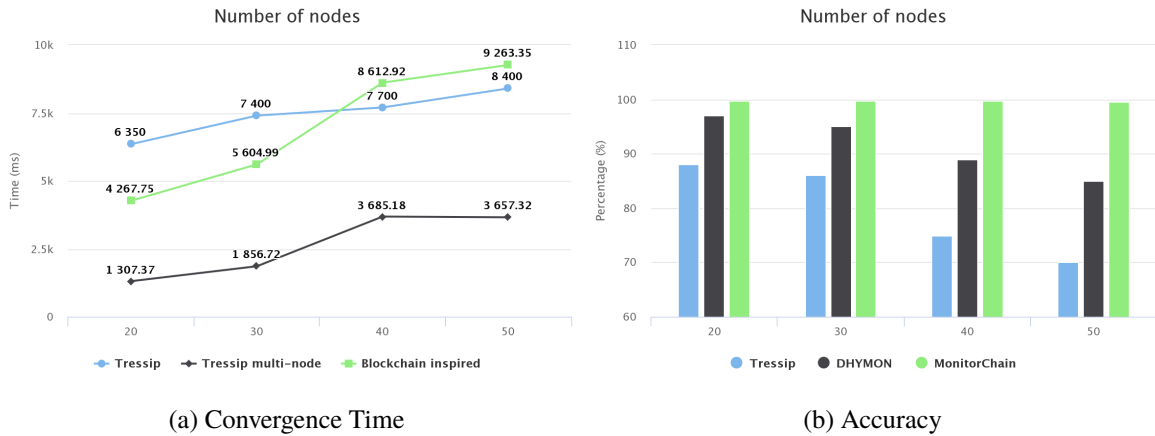 Number of nodes
10k
7.5k
5k
2.5k
0
Time (ms)
6 350
7 400
7 700
8 400
4 267.75
5 604.99
8 612.92
9 263.35
1 307.37
1 856.72
3 685.18
3 657.32
20 30 40 50
Tressip Tressip multi-node Blockchain inspired
(a) Convergence Time
Number of nodes
110
100
90
80
70
60
Percentage (%)
20 30 40 50
Tressip DHYMON MonitorChain
(b) Accuracy